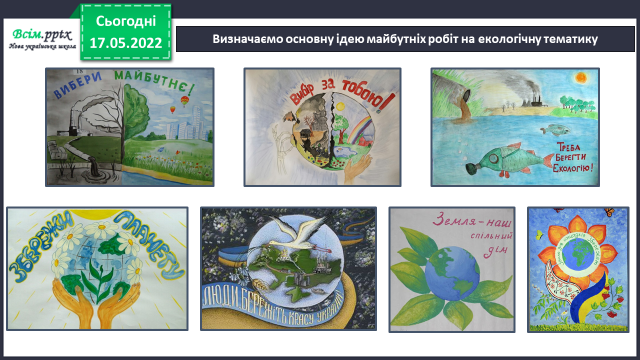 Всім.pptx
Нова українська школа
Сьогодні
17.05.2022
Визначаємо основну ідею майбутніх робіт на екологічну тематику
ВИБЕРИ МАЙБУТНЄ!
Вибір за тобою!
ТРЕБА
БЕРЕГТИ
ЕКОЛОГІЮ!
ЗБЕРЕЖИ ПЛАНЕТУ
ЛЮДИ, БЕРЕЖІТЬ КРАСУ УКРАЇНИ
Земля - наш
спільний
дім